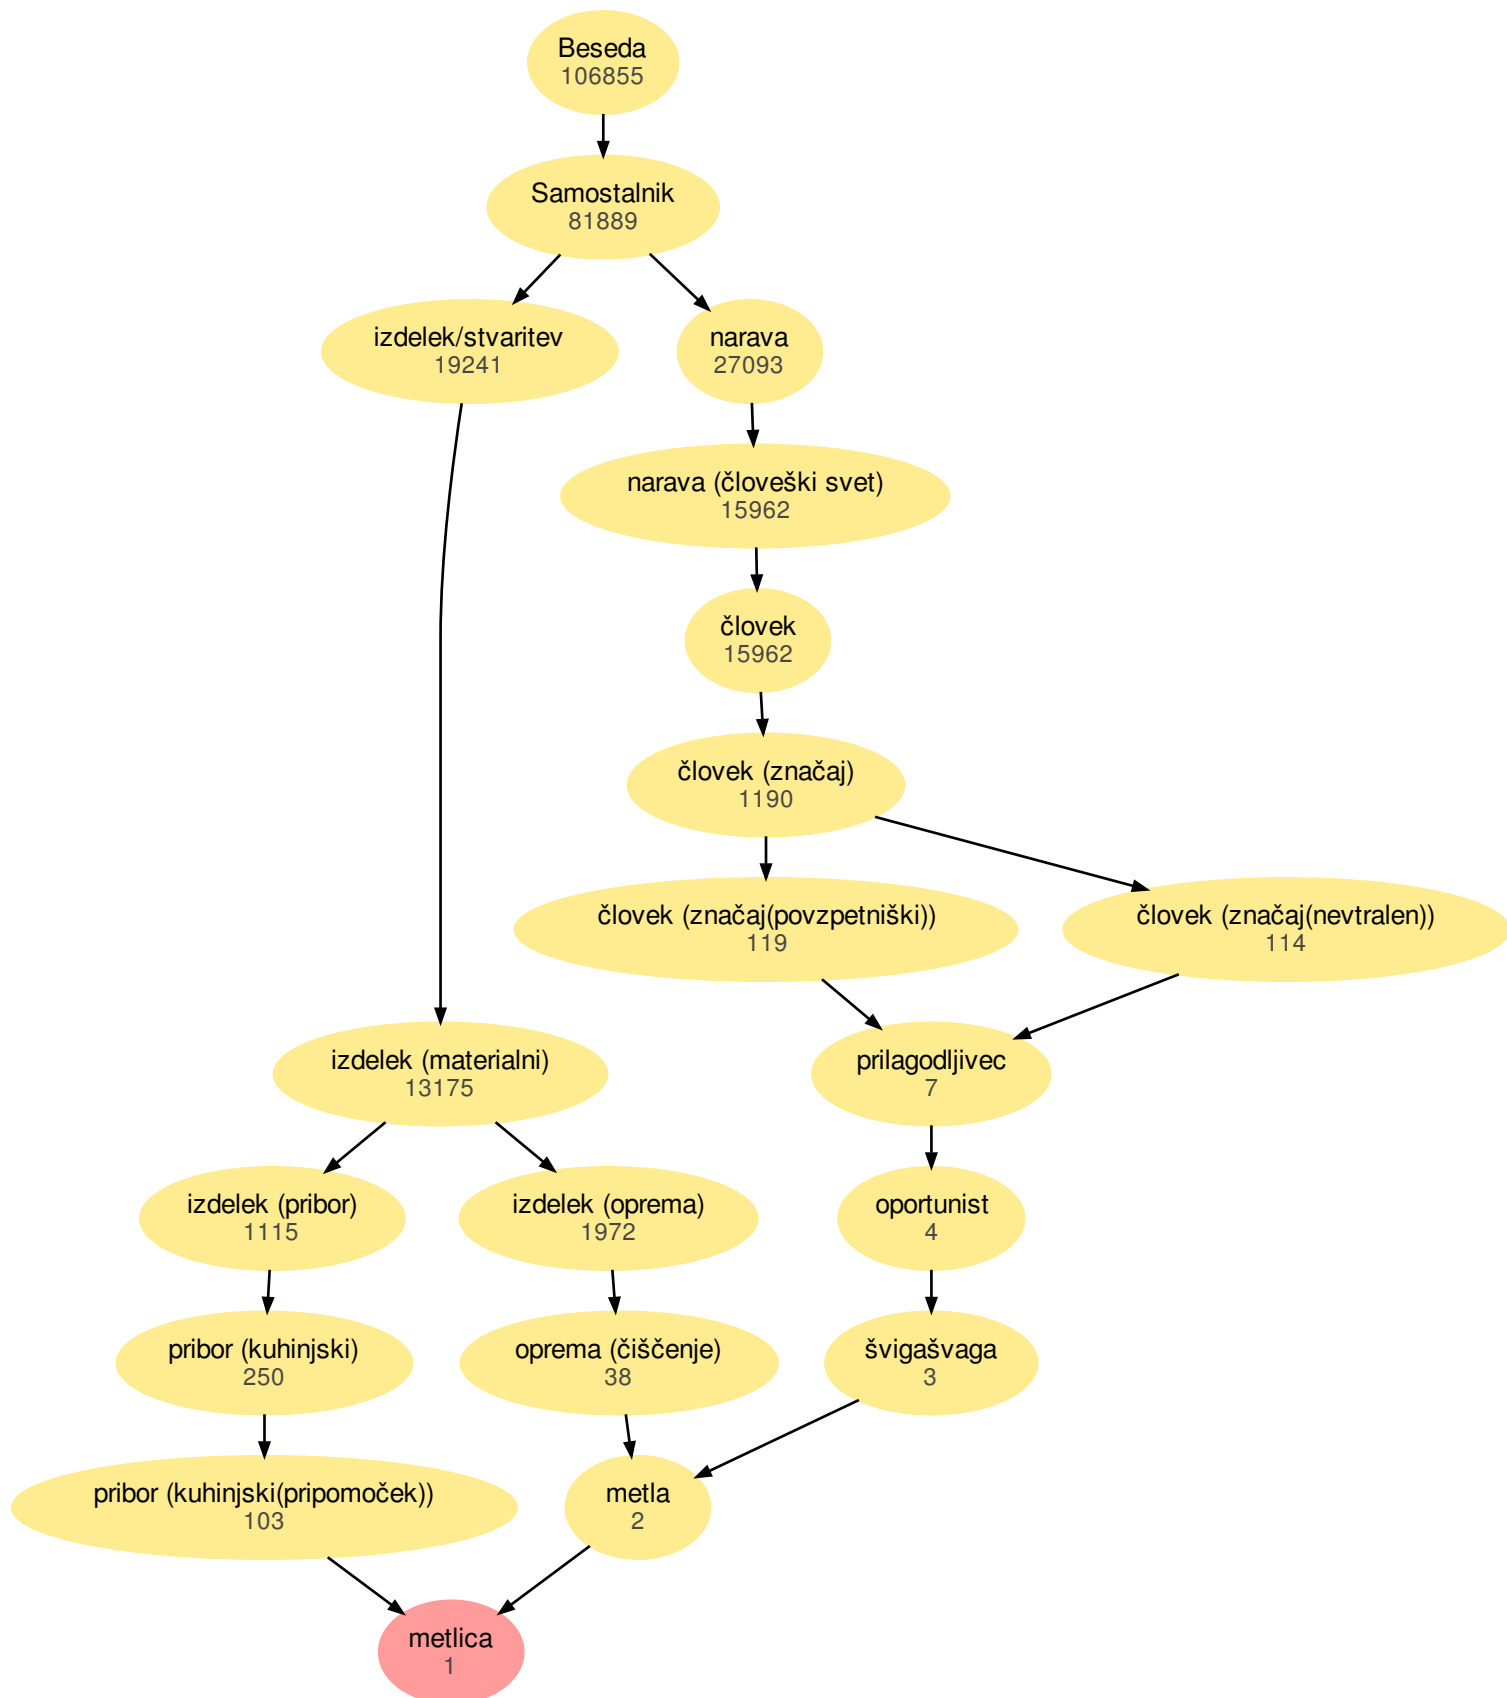 Beseda
106855
Samostalnik
81889
izdelek/stvaritev
19241
narava
27093
narava (človeški svet)
15962
človek
15962
človek (značaj)
1190
človek (značaj(povzpetniški))
119
človek (značaj(nevtralen))
114
izdelek (materialni)
13175
prilagodljivec
7
izdelek (pribor)
1115
izdelek (oprema)
1972
oportunist
4
pribor (kuhinjski)
250
oprema (čiščenje)
38
švigašvaga
3
pribor (kuhinjski(pripomoček))
103
metla
2
metlica
1